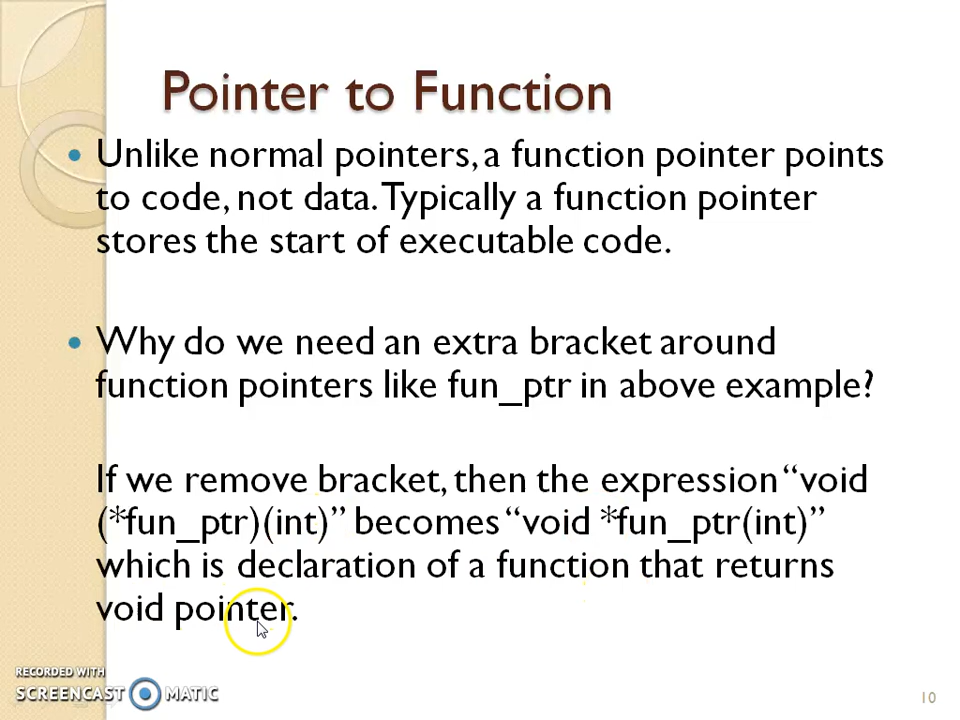 Pointer to Function
Unlike normal pointers, a function pointer points
to code, not data. Typically a function pointer
stores the start of executable code.
Why do we need an extra bracket around
function pointers like fun_ptr in above example?
If we remove bracket, then the expression “void
(*fun_ptr)(int)” becomes “void *fun_ptr(int)”
which is declaration of a function that returns
void pointer.
RECORDED WITH
SCREENCAST MATIC
10